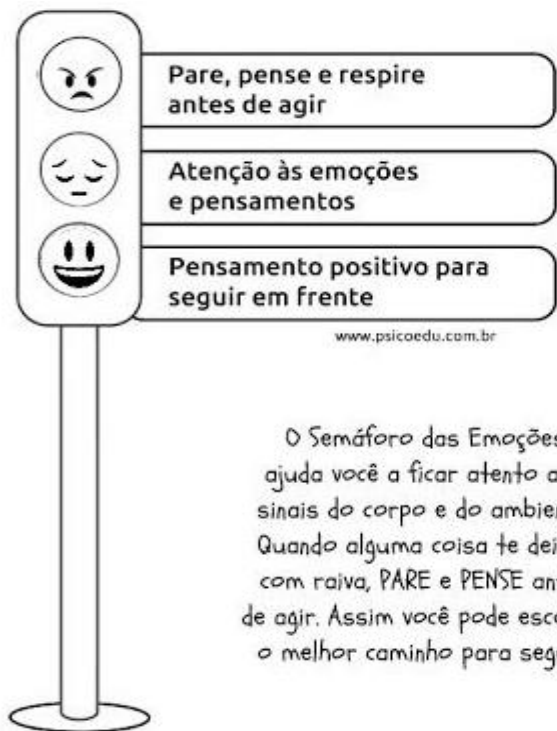 Pare, pense e respire
antes de agir
Atenção às emoções
e pensamentos
Pensamento positivo para
seguir em frente
www.psicoedu.com.br
O Semáforo das Emoções
ajuda você a ficar atento a
sinais do corpo e do
Quando alguma coisa te
com raiva, PARE e PENSE
de agir. Assim você pode
o melhor caminho para